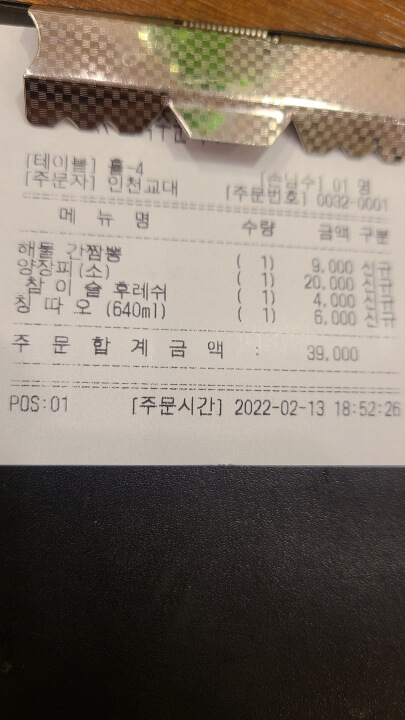 [테이블] 홀-4
[손님수] 01 명
[주문자] 인천교대 [주문번호] 0032-0001
메 뉴 명 수량 금액 구분
해물 간짬뽕 ( 1) 9,000 신규
양장피(소) ( 1) 20,000 신규
참 이 슬 후레쉬 ( 1) 4,000 신규
칭 따 오 (640ml) ( 1) 6,000 신규
주 문 합 계 금 액 : 39,000
POS:01 [주문시간] 2022-02-13 18:52:26